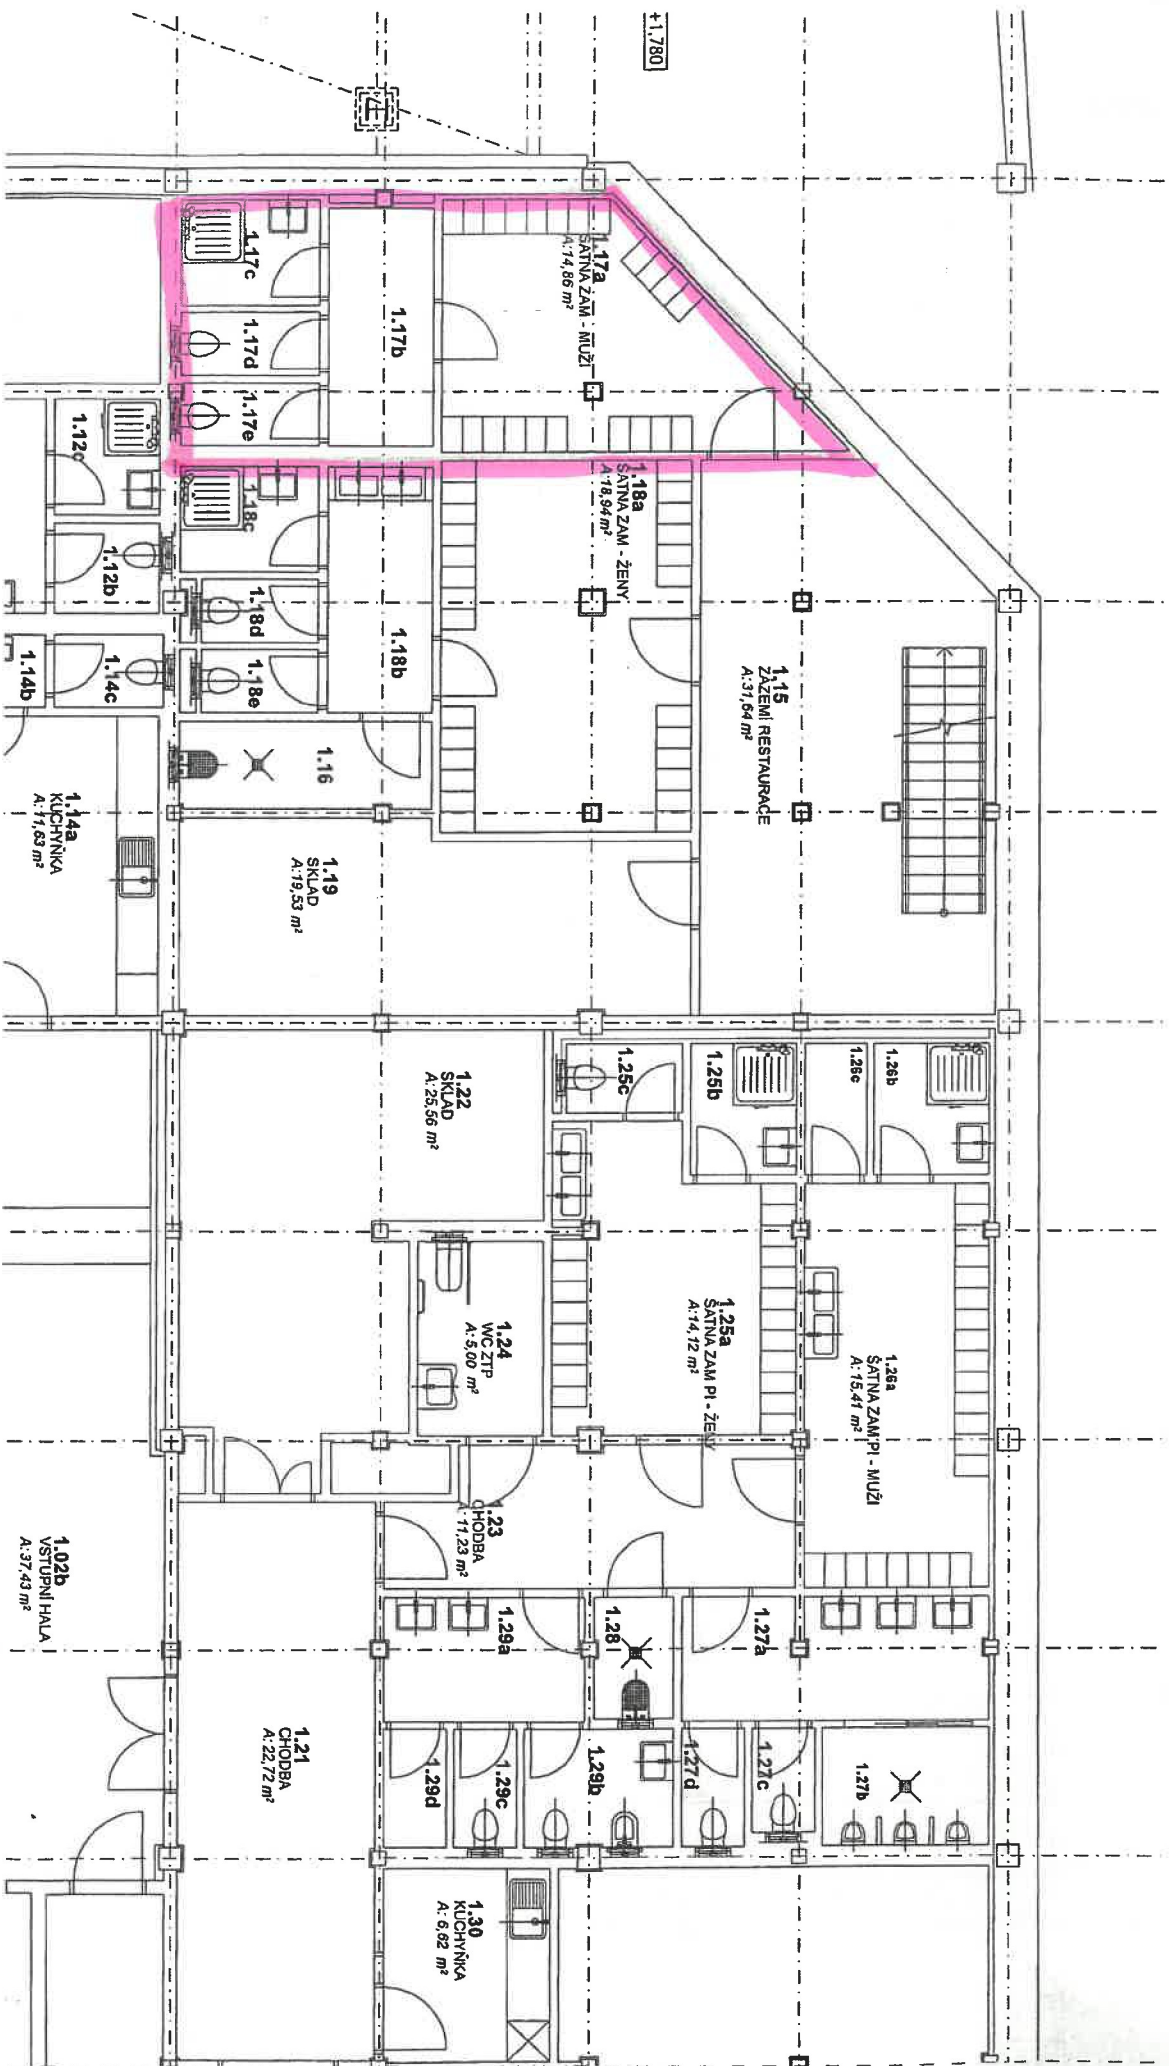 +1,780
1.17a
ŠATNA ZAM - MUŽI
A:14,86 m²
1.17b
1.17c
1.17d
1.17e
1.18a
ŠATNA ZAM - ŽENY
A:18,94 m²
1.18b
1.18c
1.18d
1.18e
1.12c
1.12b
1.14c
1.14b
1.14a
KUCHYŇKA
A:11,63 m²
1.15
ZÁZEMÍ RESTAURACE
A:31,64 m²
1.16
1.19
SKLAD
A:19,53 m²
1.22
SKLAD
A:25,56 m²
1.25c
1.25b
1.26c
1.26b
1.24
WC ZTP
A:5,00 m²
1.25a
ŠATNA ZAM PI - ŽENY
A:14,12 m²
1.26a
ŠATNA ZAM PI - MUŽI
A:15,41 m²
1.23
CHODBA
A:11,23 m²
1.02b
VSTUPNÍ HALA
A:37,43 m²
1.21
CHODBA
A:22,72 m²
1.29a
1.28
1.27a
1.29d
1.29c
1.29b
1.27d
1.27c
1.27b
1.30
KUCHYŇKA
A:6,62 m²